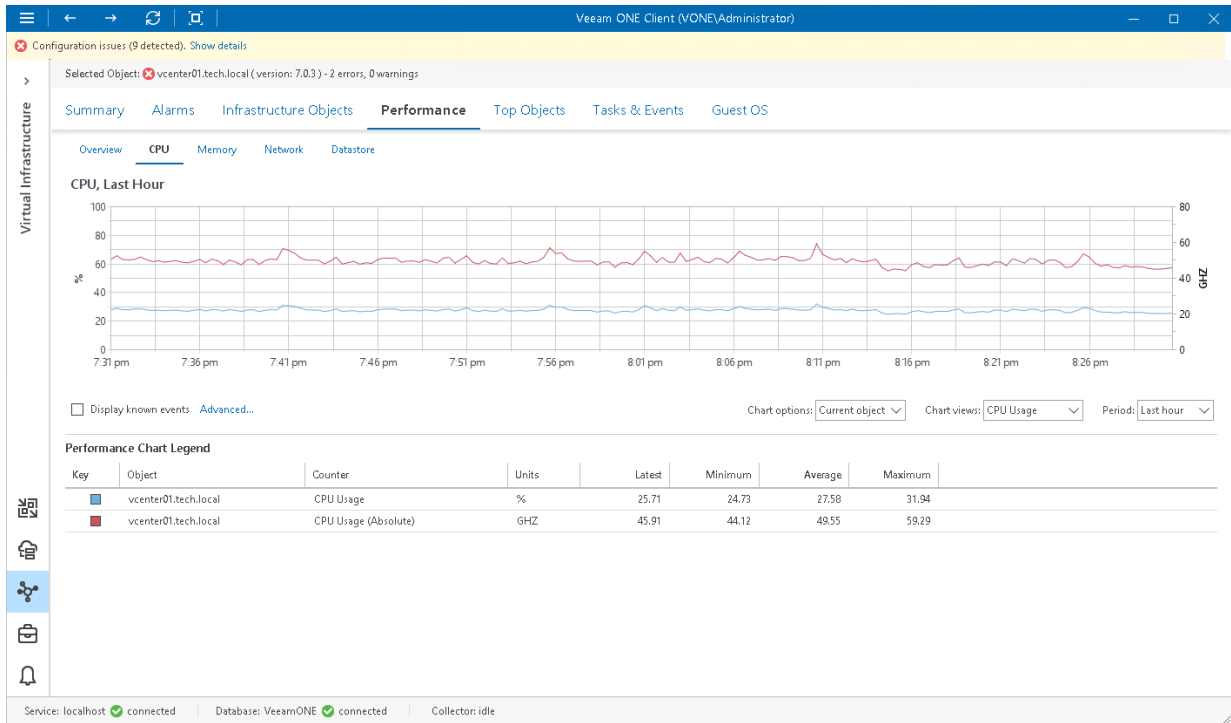 Veeam ONE Client (VONE\Administrator)
Configuration issues (9 detected). Show details
Selected Object: vcenter01.tech.local ( version: 7.0.3 ) - 2 errors, 0 warnings
Virtual Infrastructure
Summary Alarms Infrastructure Objects Performance Top Objects Tasks & Events Guest OS
Overview CPU Memory Network Datastore
CPU, Last Hour
100 80
80
60 60
% 40 40 GHZ
20 20
0 0
7:31 pm 7:36 pm 7:41 pm 7:46 pm 7:51 pm 7:56 pm 8:01 pm 8:06 pm 8:11 pm 8:16 pm 8:21 pm 8:26 pm
Display known events Advanced... Chart options: Current object Chart views: CPU Usage Period: Last hour
Performance Chart Legend
Key Object Counter Units Latest Minimum Average Maximum
vcenter01.tech.local CPU Usage % 25.71 24.73 27.58 31.94
vcenter01.tech.local CPU Usage (Absolute) GHZ 45.91 44.12 49.55 59.29
Service: localhost connected Database: VeeamONE connected Collector: idle